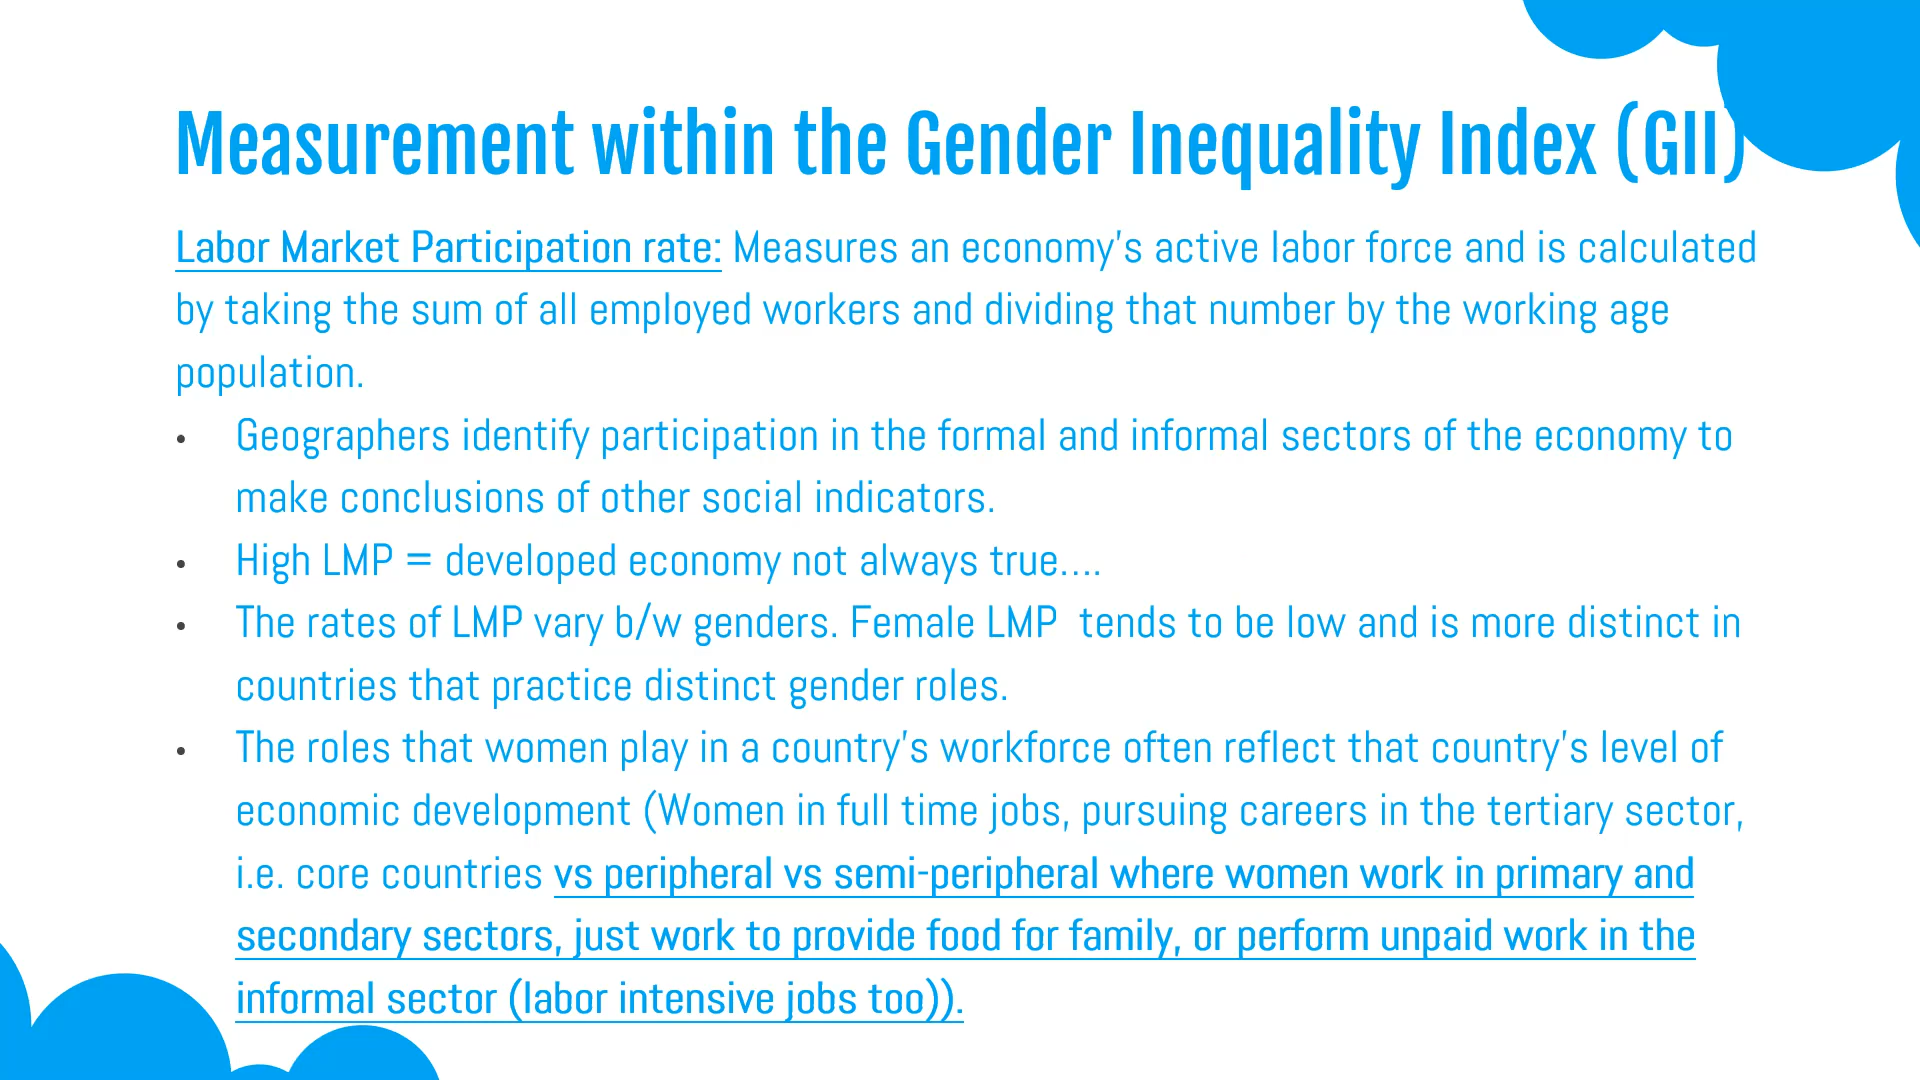 Measurement within the Gender Inequality Index (GII)
Labor Market Participation rate: Measures an economy's active labor force and is calculated
by taking the sum of all employed workers and dividing that number by the working age
population.
• Geographers identify participation in the formal and informal sectors of the economy to
make conclusions of other social indicators.
• High LMP = developed economy not always true....
• The rates of LMP vary b/w genders. Female LMP  tends to be low and is more distinct in
countries that practice distinct gender roles.
• The roles that women play in a country's workforce often reflect that country's level of
economic development (Women in full time jobs, pursuing careers in the tertiary sector,
i.e. core countries vs peripheral vs semi-peripheral where women work in primary and
secondary sectors, just work to provide food for family, or perform unpaid work in the
informal sector (labor intensive jobs too)).